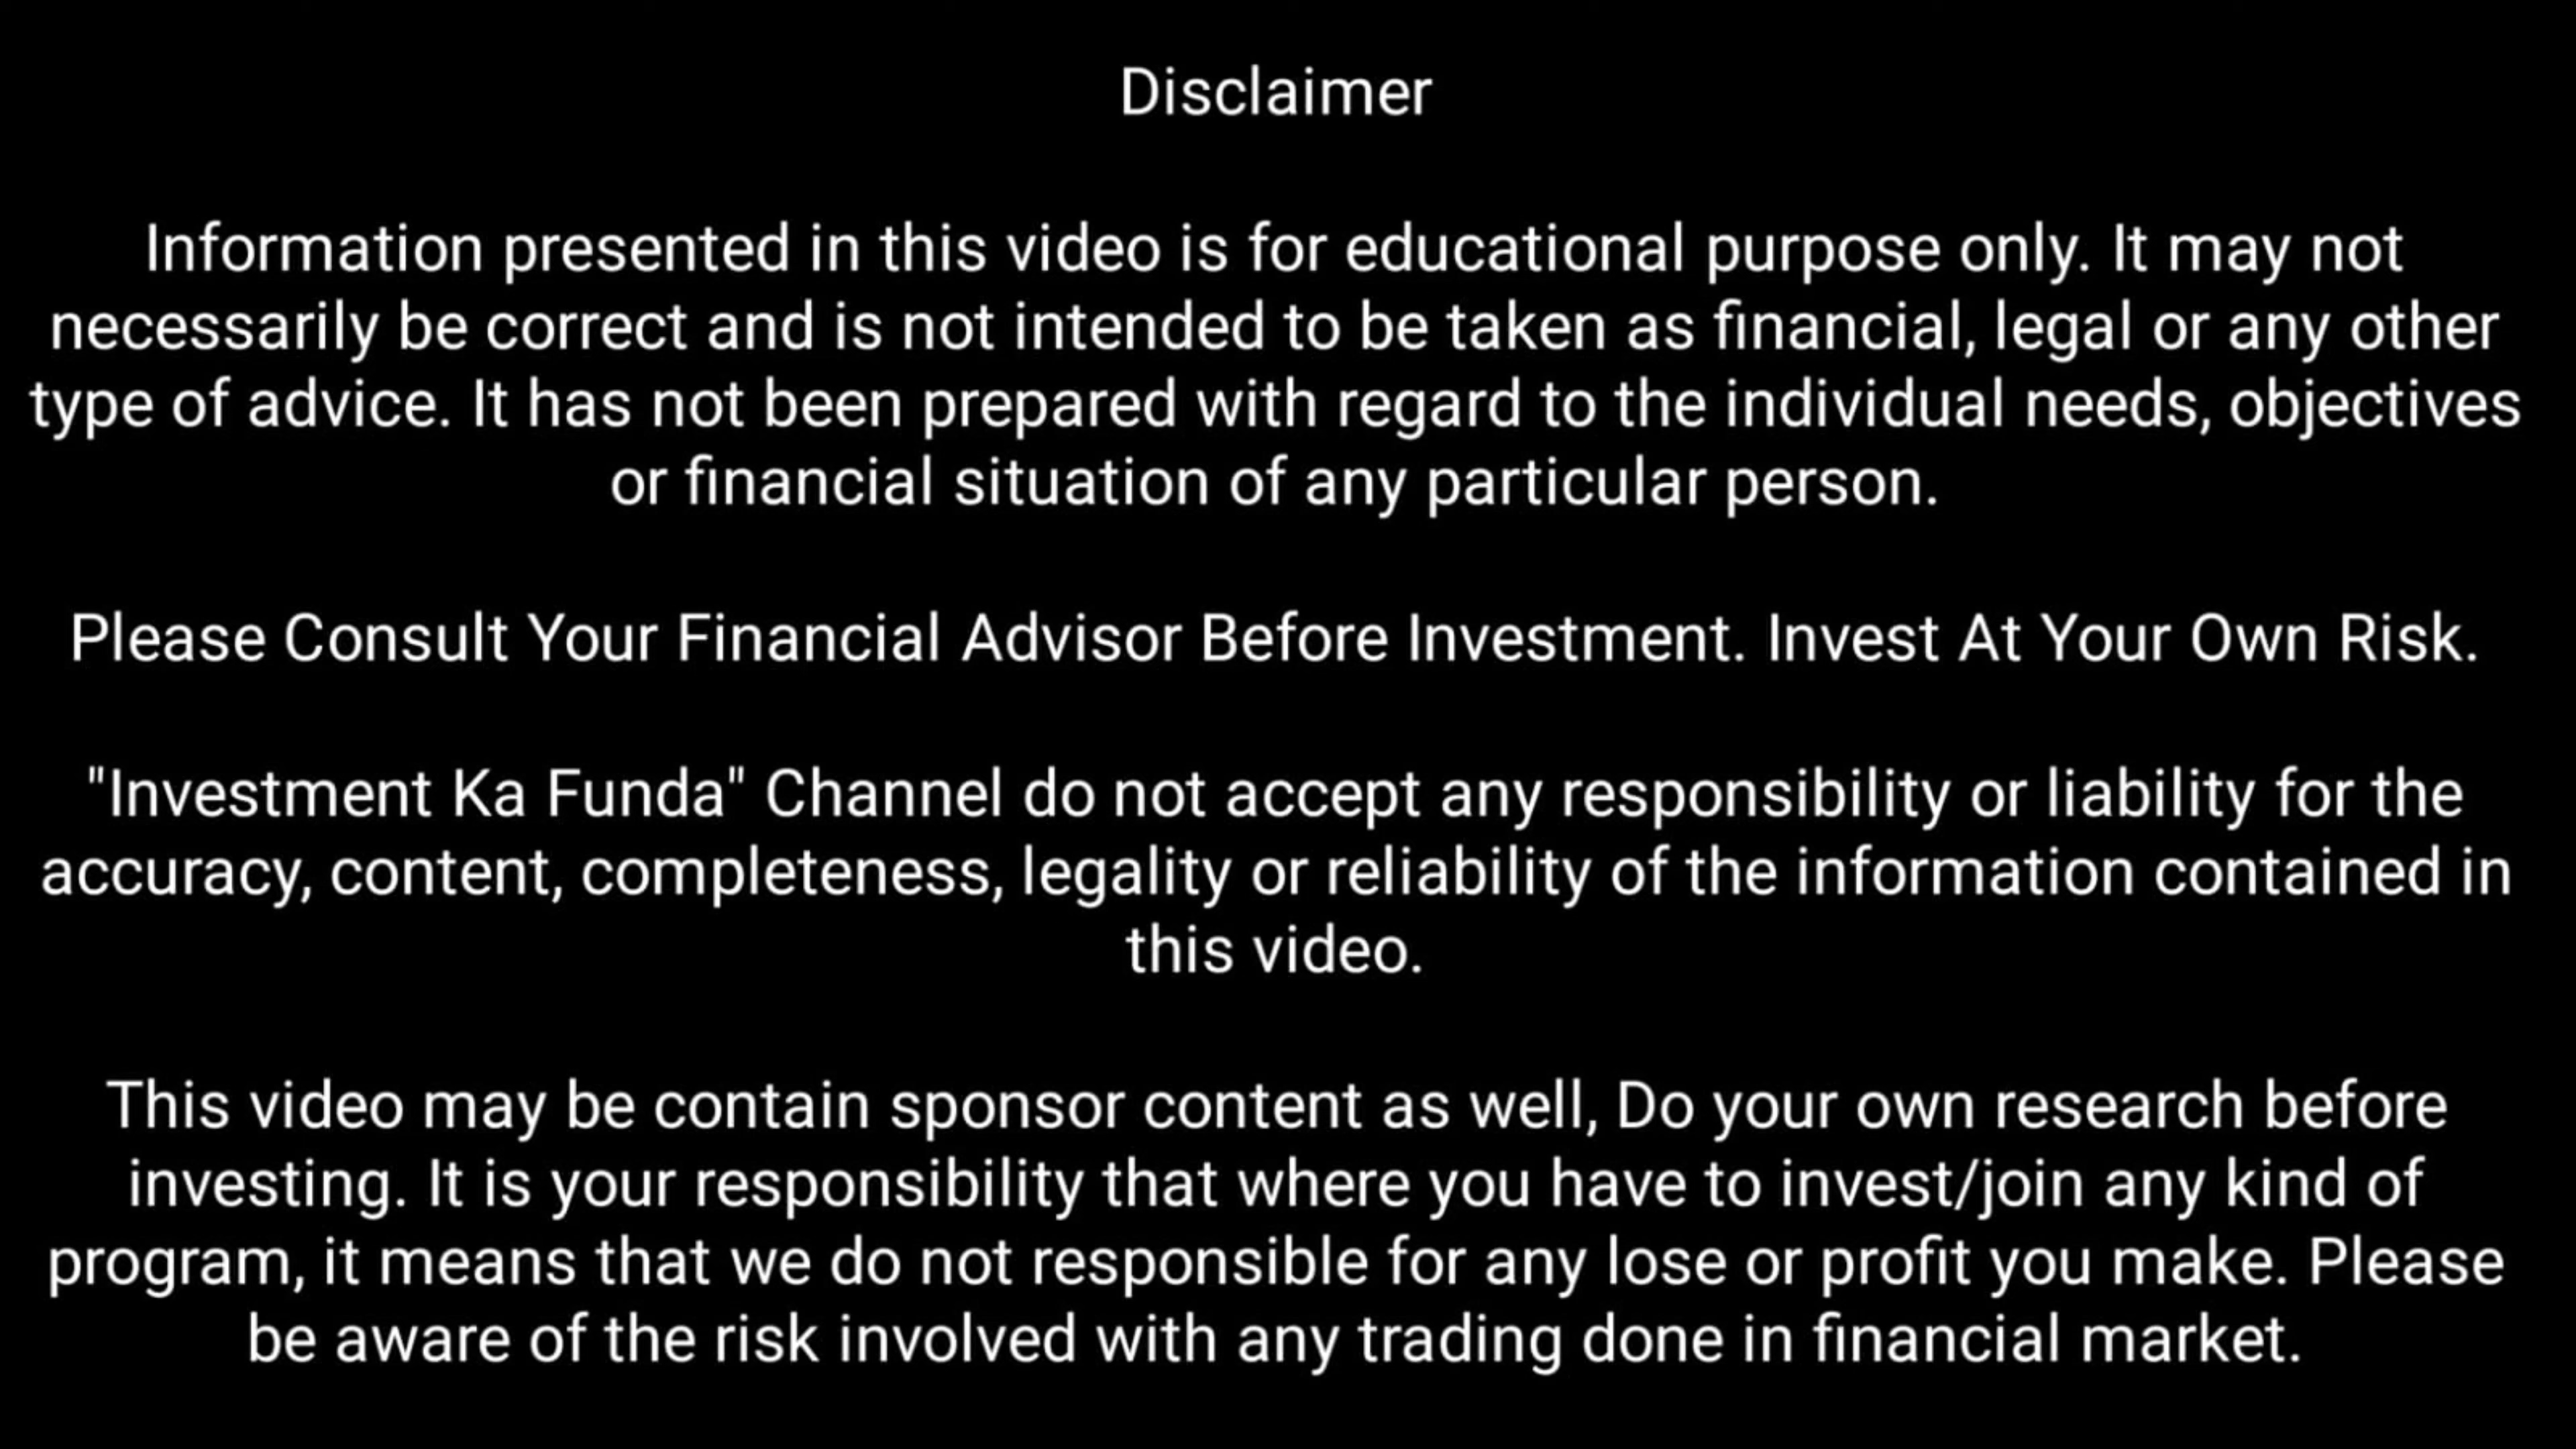 Disclaimer
Information presented in this video is for educational purpose only. It may not
necessarily be correct and is not intended to be taken as financial, legal or any other
type of advice. It has not been prepared with regard to the individual needs, objectives
or financial situation of any particular person.
Please Consult Your Financial Advisor Before Investment. Invest At Your Own Risk.
"Investment Ka Funda" Channel do not accept any responsibility or liability for the
accuracy, content, completeness, legality or reliability of the information contained in
this video.
This video may be contain sponsor content as well, Do your own research before
investing. It is your responsibility that where you have to invest/join any kind of
program, it means that we do not responsible for any lose or profit you make. Please
be aware of the risk involved with any trading done in financial market.